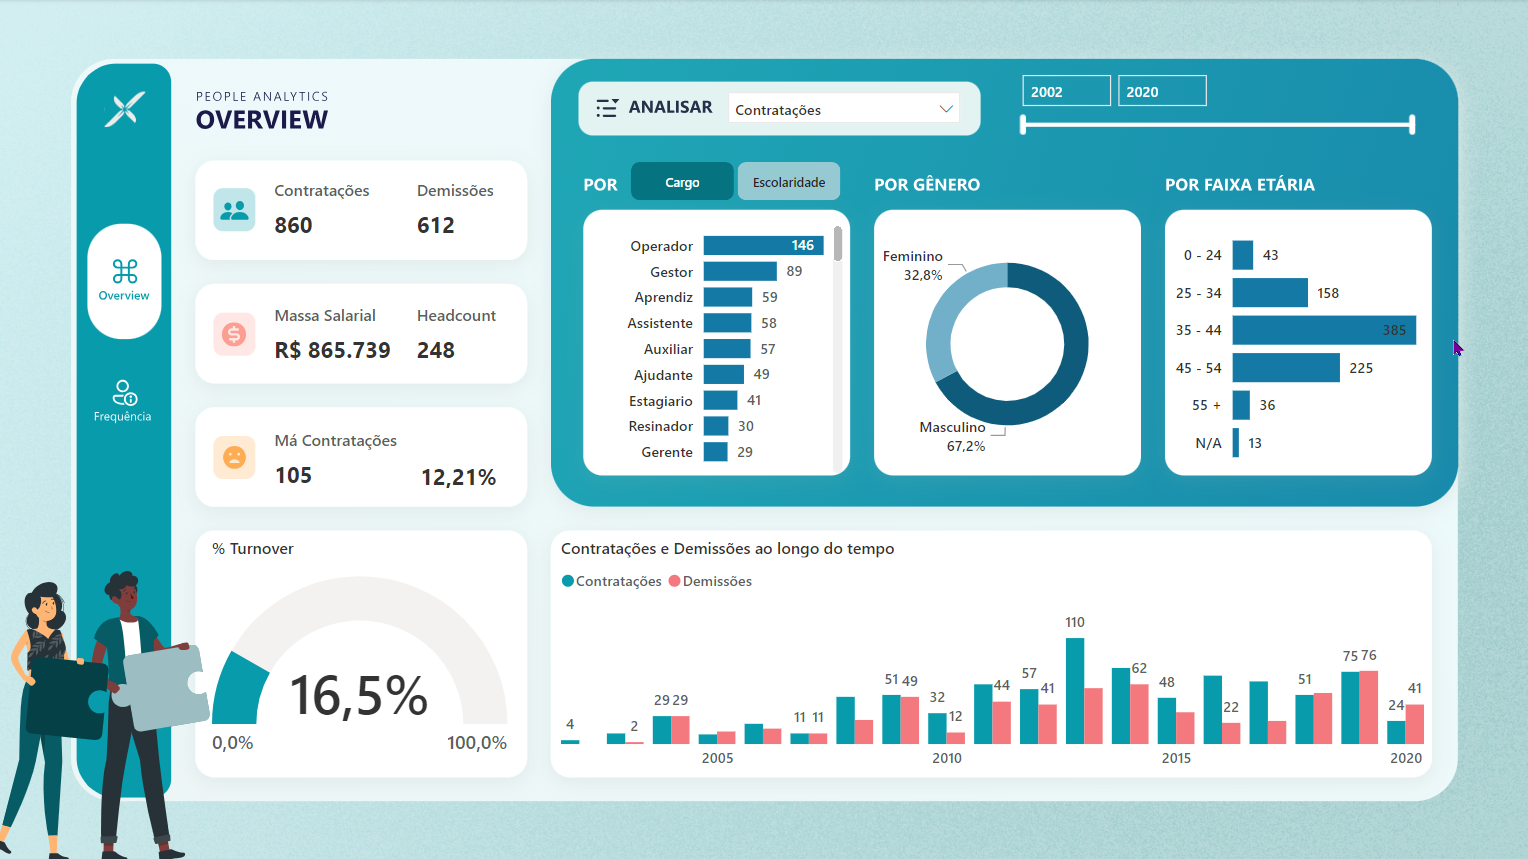 PEOPLE ANALYTICS
OVERVIEW
Overview
Frequência
Contratações Demissões
860 612
Massa Salarial Headcount
R$ 865.739 248
Má Contratações
105 12,21%
% Turnover
16,5%
0,0% 100,0%
ANALISAR Contratações
2002 2020
POR Cargo Escolaridade
Operador 146
Gestor 89
Aprendiz 59
Assistente 58
Auxiliar 57
Ajudante 49
Estagiario 41
Resinador 30
Gerente 29
POR GÊNERO
Feminino
32,8%
Masculino
67,2%
POR FAIXA ETÁRIA
0 - 24 43
25 - 34 158
35 - 44 385
45 - 54 225
55 + 36
N/A 13
Contratações e Demissões ao longo do tempo
Contratações Demissões
4 2 29 29 11 11 51 49 32 12 44 57 41 110 62 48 22 51 75 76 24 41
2005 2010 2015 2020